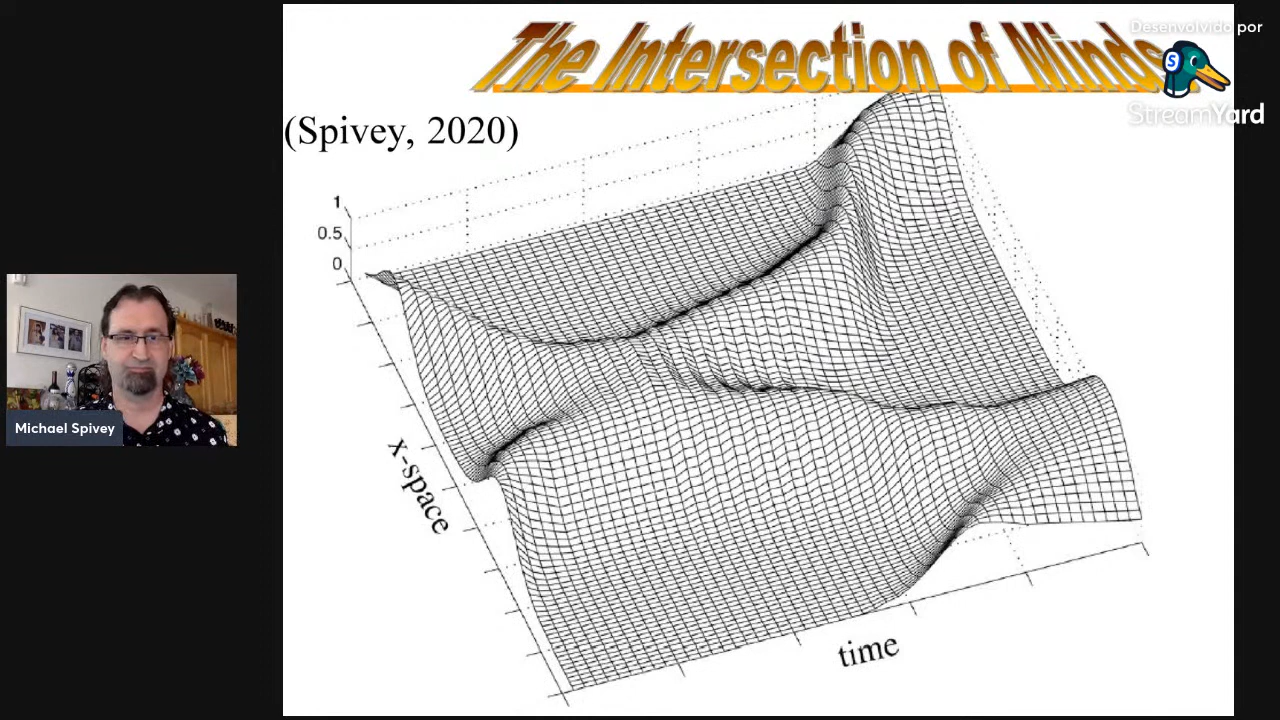 The Intersection of Minds
Desenvolvido por
StreamYard
(Spivey, 2020)
1
0.5
0
x-space
time
Michael Spivey